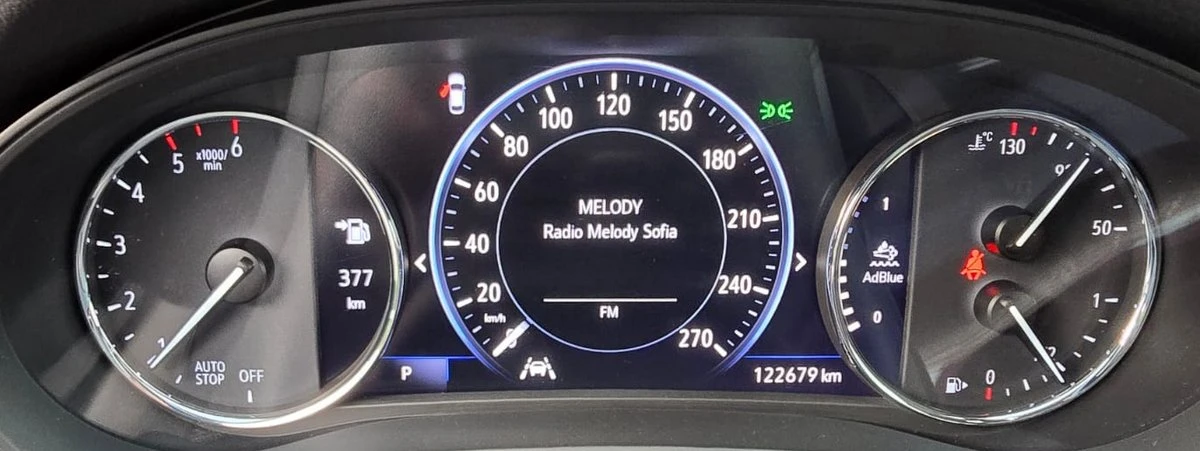 6
5
x1000/
min
4
3
2
1
AUTO
STOP
OFF
377
km
P
120
100
150
80
180
60
210
40
240
20
270
km/h
MELODY
Radio Melody Sofia
FM
122679 km
1
AdBlue
0
°C
130
50
1
0